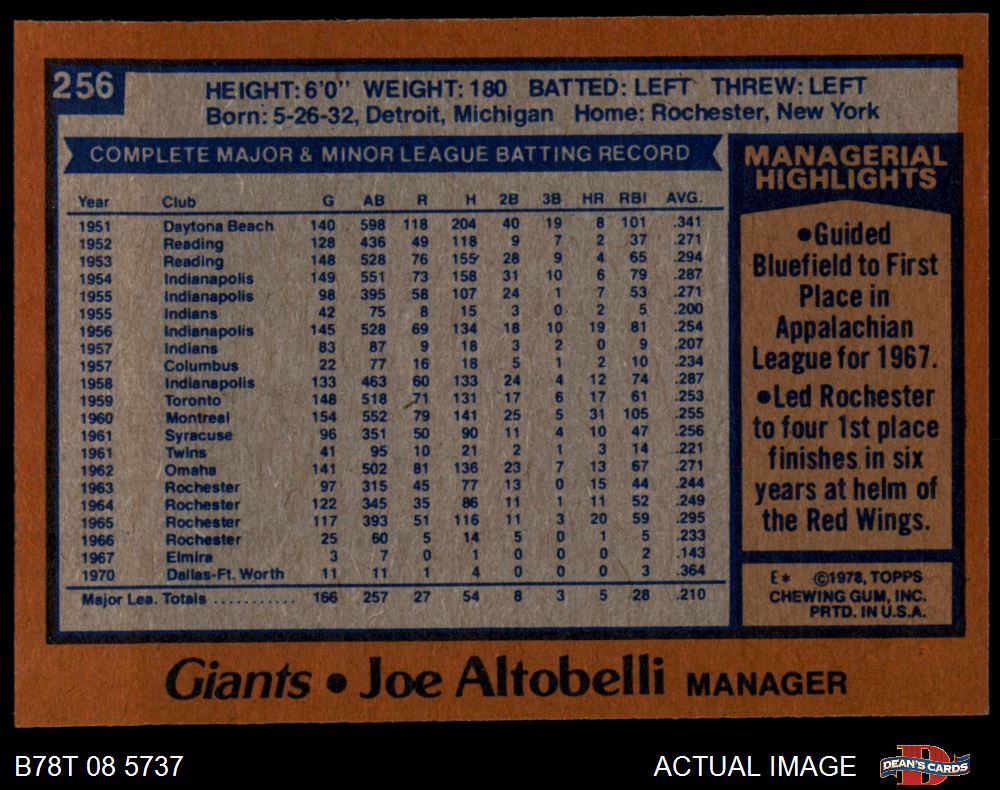 256
HEIGHT: 6'0" WEIGHT: 180 BATTED: LEFT THREW: LEFT
Born: 5-26-32, Detroit, Michigan Home: Rochester, New York
COMPLETE MAJOR & MINOR LEAGUE BATTING RECORD
Year Club G AB R H 2B 3B HR RBI AVG.
1951 Daytona Beach 140 598 118 204 40 19 8 101 .341
1952 Reading 128 436 49 118 9 7 2 37 .271
1953 Reading 148 528 76 155 28 9 4 65 .294
1954 Indianapolis 149 551 73 158 31 10 6 79 .287
1955 Indianapolis 98 395 58 107 24 1 7 53 .271
1955 Indians 42 75 8 15 3 0 2 5 .200
1956 Indianapolis 145 528 69 134 18 10 19 81 .254
1957 Indians 83 87 9 18 3 2 0 9 .207
1957 Columbus 22 77 16 18 5 1 2 10 .234
1958 Indianapolis 133 463 60 133 24 4 12 74 .287
1959 Toronto 148 518 71 131 17 6 17 61 .253
1960 Montreal 154 552 79 141 25 5 31 105 .255
1961 Syracuse 96 351 50 90 11 4 10 47 .256
1961 Twins 41 95 10 21 2 1 3 14 .221
1962 Omaha 141 502 81 136 23 7 13 67 .271
1963 Rochester 97 315 45 77 13 0 15 44 .244
1964 Rochester 122 345 35 86 11 1 11 52 .249
1965 Rochester 117 393 51 116 11 3 20 59 .295
1966 Rochester 25 60 5 14 5 0 1 5 .233
1967 Elmira 3 7 0 1 0 0 0 2 .143
1970 Dallas-Ft. Worth 11 11 1 4 0 0 0 3 .364
Major Lea. Totals ........... 166 257 27 54 8 3 5 28 .210
MANAGERIAL
HIGHLIGHTS
●Guided
Bluefield to First
Place in
Appalachian
League for 1967.
●Led Rochester
to four 1st place
finishes in six
years at helm of
the Red Wings.
E* ©1978, TOPPS
CHEWING GUM, INC.
PRTD. IN U.S.A.
Giants ● Joe Altobelli MANAGER
B78T 08 5737
ACTUAL IMAGE
DEAN'S CARDS